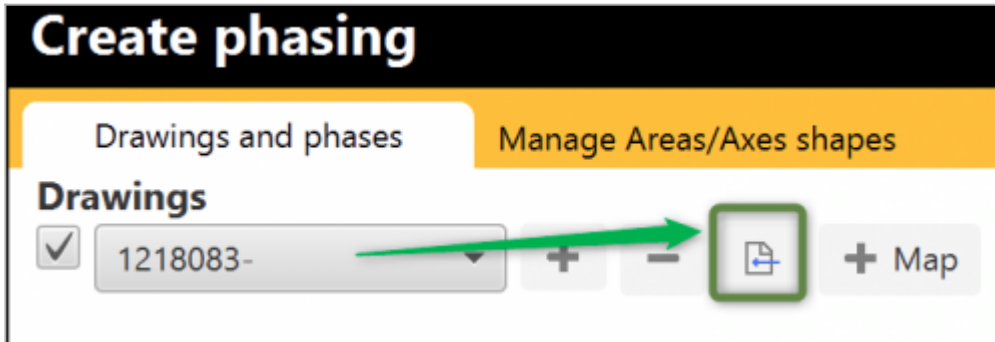 Create phasing
Drawings and phases
Manage Areas/Axes shapes
Drawings
1218083-
+ Map